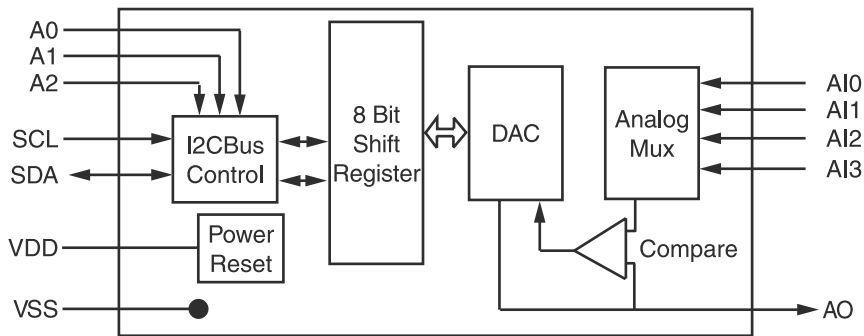 A0
A1
A2
SCL
SDA
VDD
VSS
I2CBus
Control
Power
Reset
8 Bit
Shift
Register
DAC
Analog
Mux
Compare
AI0
AI1
AI2
AI3
AO